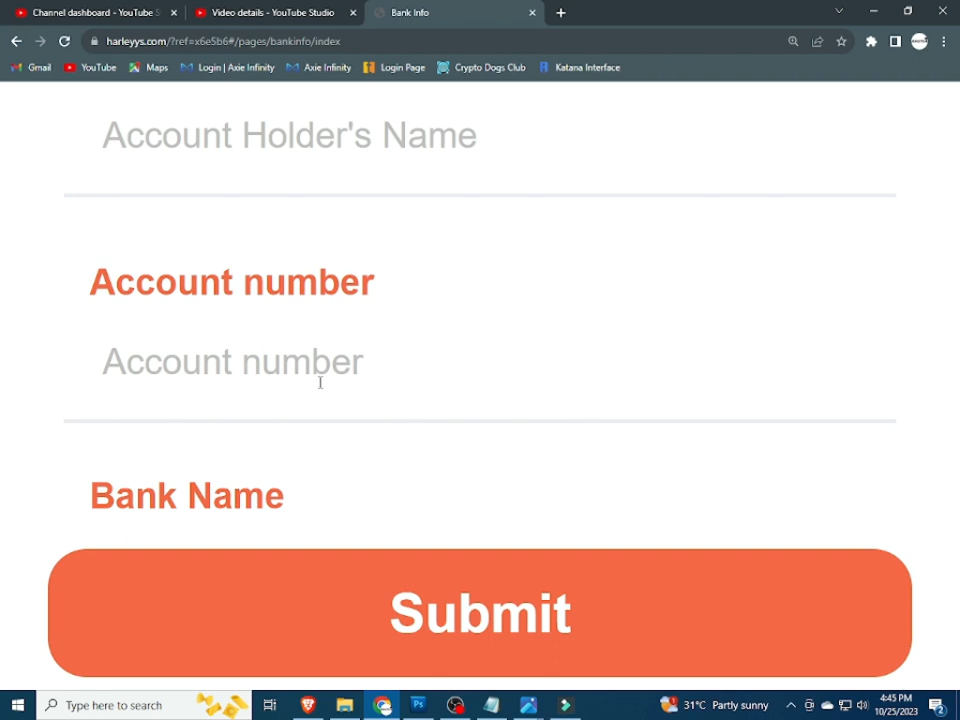 Channel dashboard - YouTube S
Video details - YouTube Studio
Bank Info
harleyys.com/?ref=x6e5b6#/pages/bankinfo/index
Gmail
YouTube
Maps
Login | Axie Infinity
Axie Infinity
Login Page
Crypto Dogs Club
Katana Interface
Account Holder's Name
Account number
Account number
Bank Name
Submit
Type here to search
31°C Partly sunny
4:45 PM
10/25/2023
2